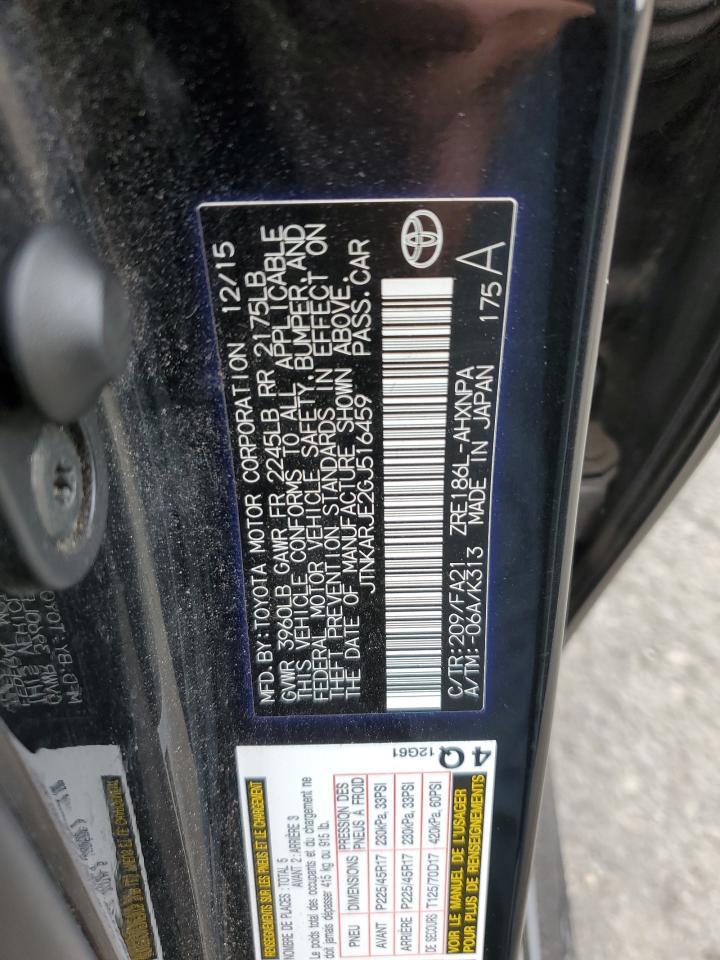 MFD. BY: TOYOTA MOTOR CORPORATION 12/15
GVWR 3960LB GAWR FR 2245LB RR 2175LB
THIS VEHICLE CONFORMS TO ALL APPLICABLE
FEDERAL MOTOR VEHICLE SAFETY, BUMPER, AND
THEFT PREVENTION STANDARDS IN EFFECT ON
THE DATE OF MANUFACTURE SHOWN ABOVE.
JTNKARJE2GJ516459 PASS. CAR
C/TR: 209/FA21 ZRE186L-AHXNPA
A/TM: -06A/K313 MADE IN JAPAN 175 A
RENSEIGNEMENTS SUR LES PNEUS ET LE CHARGEMENT
NOMBRE DE PLACES : TOTAL 5
AVANT 2 : ARRIÈRE 3
Le poids total des occupants et du chargement ne
doit jamais dépasser 415 kg ou 915 lb.
PNEU DIMENSIONS PRESSION DES PNEUS À FROID
AVANT P225/45R17 230kPa, 33PSI
ARRIÈRE P225/45R17 230kPa, 33PSI
DE SECOURS T125/70D17 420kPa, 60PSI
VOIR LE MANUEL DE L'USAGER
POUR PLUS DE RENSEIGNEMENTS
4Q
12G61